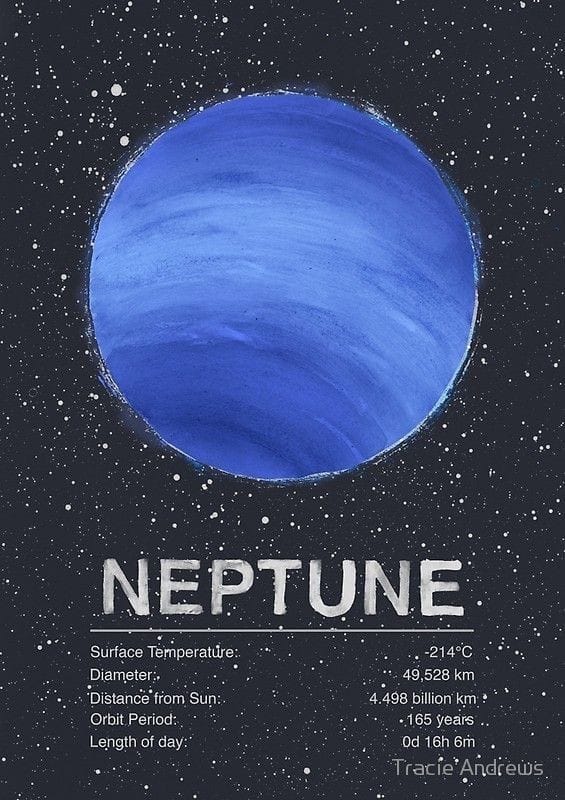 NEPTUNE
Surface Temperature: -214°C
Diameter: 49,528 km
Distance from Sun: 4.498 billion km
Orbit Period: 165 years
Length of day: 0d 16h 6m
Tracie Andrews